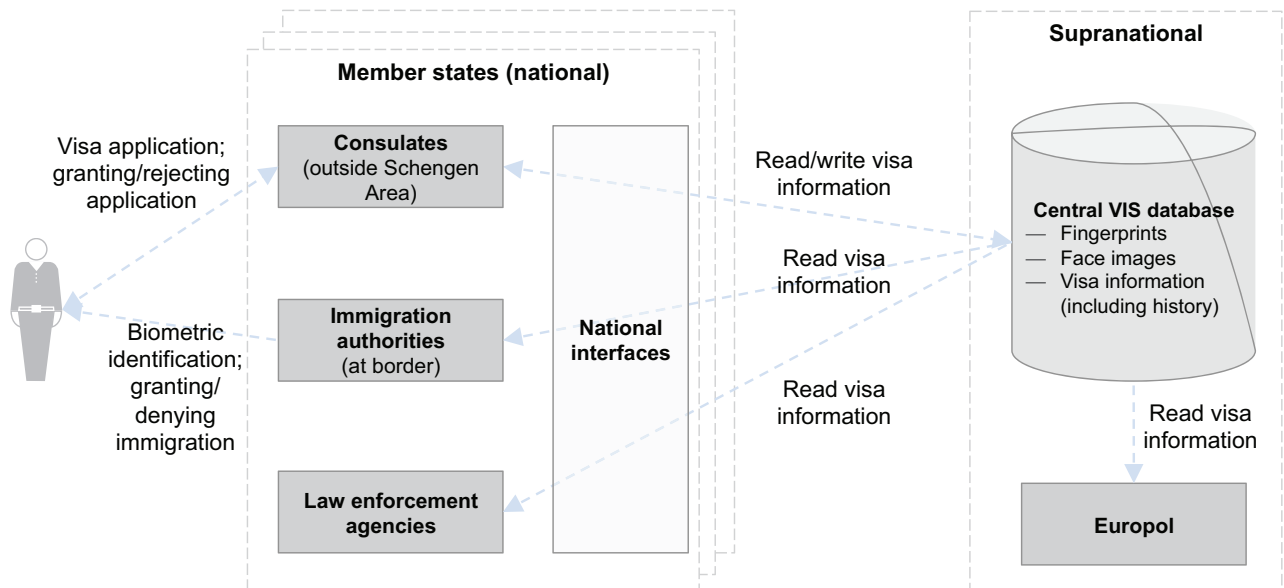 Supranational
Member states (national)
Visa application;
granting/rejecting
application
Consulates
(outside Schengen
Area)
Read/write visa
information
Central VIS database
— Fingerprints
— Face images
— Visa information
(including history)
Read visa
information
Biometric
identification;
granting/
denying
immigration
Immigration
authorities
(at border)
National
interfaces
Read visa
information
Read visa
information
Law enforcement
agencies
Europol